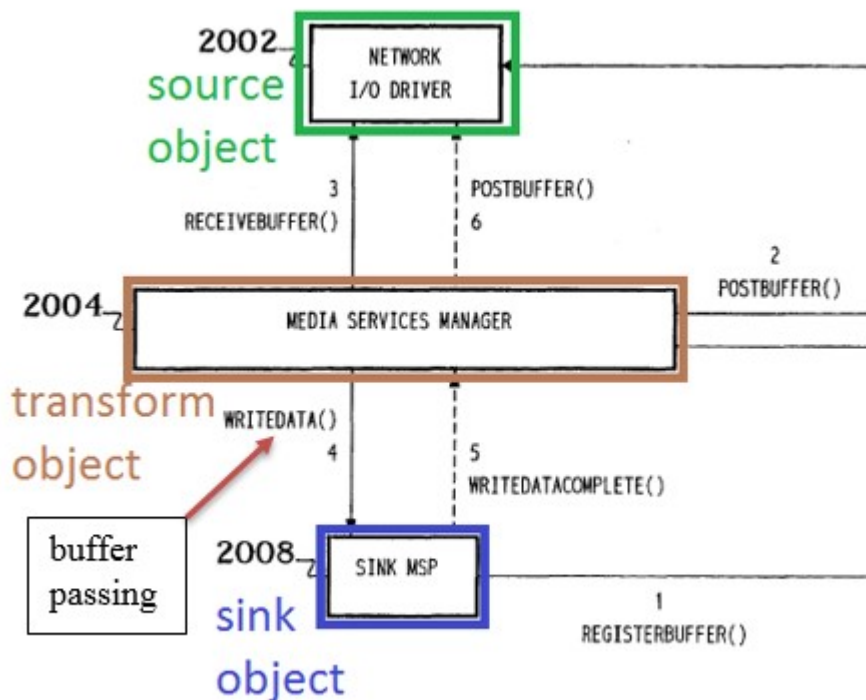 2002
NETWORK
I/O DRIVER
source
object
3
RECEIVEBUFFER()
POSTBUFFER()
6
2
POSTBUFFER()
2004
MEDIA SERVICES MANAGER
transform
object
WRITEDATA()
4
5
WRITEDATACOMPLETE()
buffer
passing
2008
SINK MSP
sink
object
1
REGISTERBUFFER()